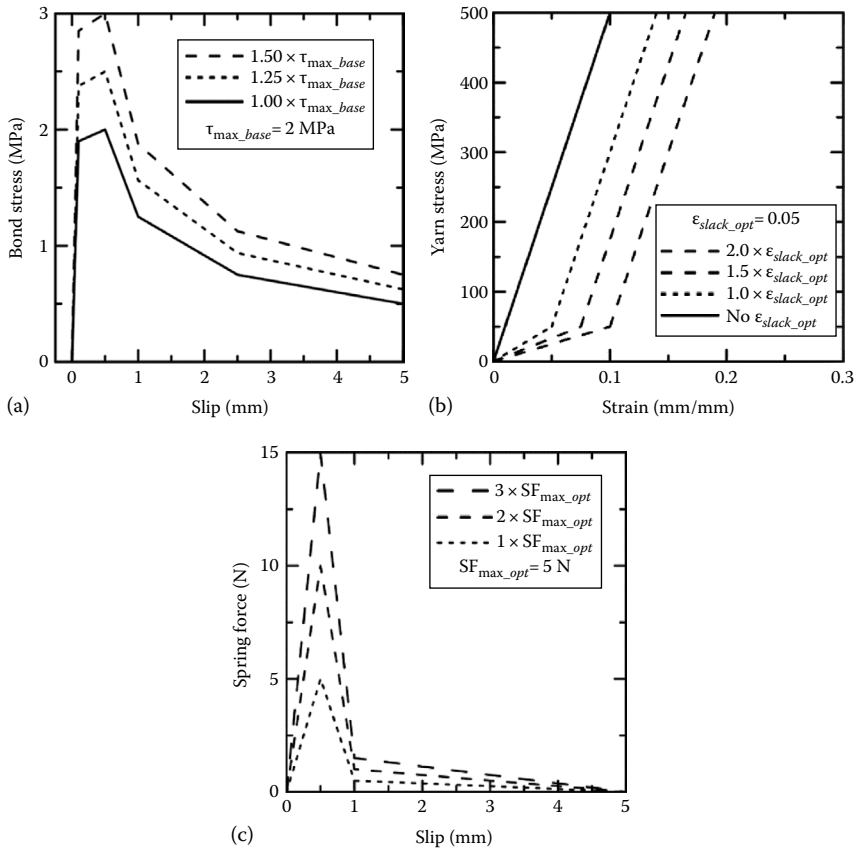 3
2
1
0
Bond stress (MPa)
1.50 × τmax_base
1.25 × τmax_base
1.00 × τmax_base
τmax_base = 2 MPa
0 1 2 3 4 5
Slip (mm)
(a)
500
400
300
200
100
0
Yarn stress (MPa)
εslack_opt = 0.05
2.0 × εslack_opt
1.5 × εslack_opt
1.0 × εslack_opt
No εslack_opt
0 0.1 0.2 0.3
Strain (mm/mm)
(b)
15
10
5
0
Spring force (N)
3 × SFmax_opt
2 × SFmax_opt
1 × SFmax_opt
SFmax_opt = 5 N
0 1 2 3 4 5
Slip (mm)
(c)